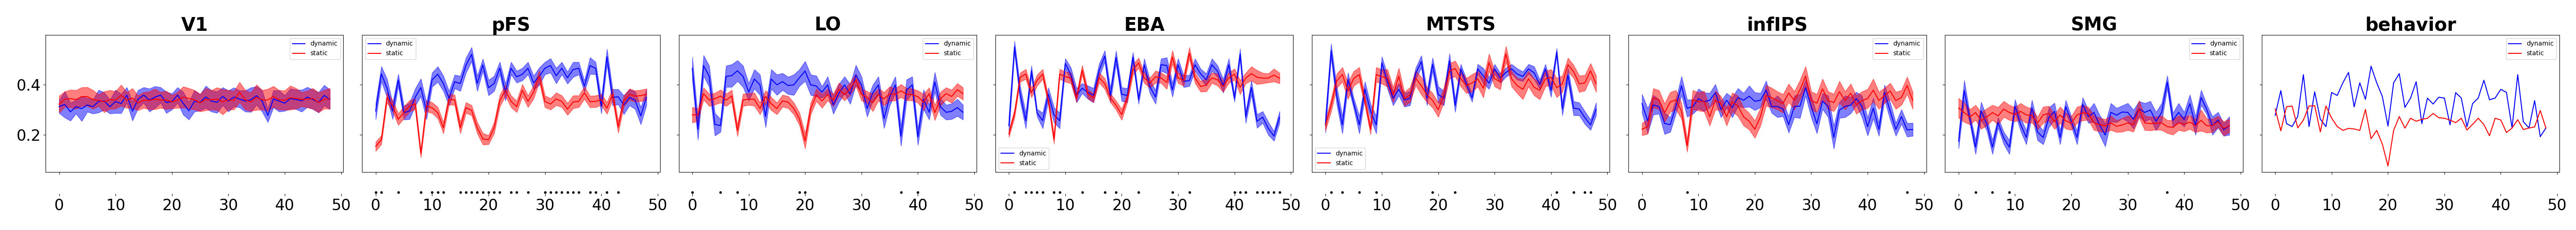 V1 pFS LO EBA MTSTS infIPS SMG behavior
dynamic dynamic dynamic dynamic dynamic dynamic
static static static static static static
0.4
0.2
dynamic dynamic
static static
0 10 20 30 40 50 0 10 20 30 40 50 0 10 20 30 40 50 0 10 20 30 40 50 0 10 20 30 40 50 0 10 20 30 40 50 0 10 20 30 40 50 0 10 20 30 40 50